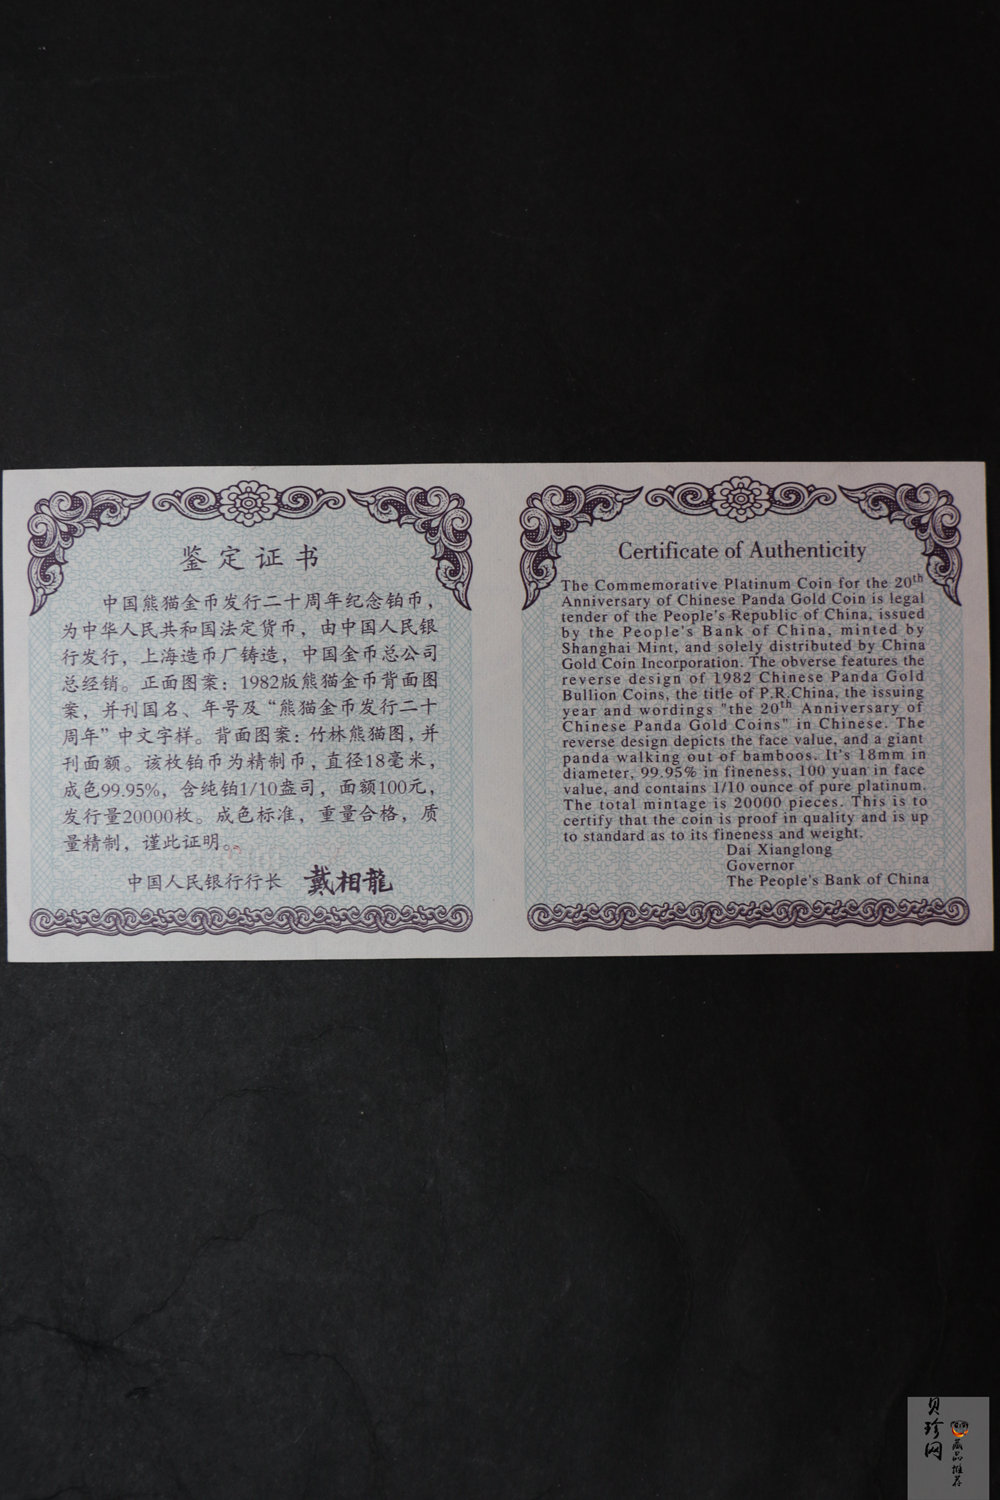 鉴定证书
中国熊猫金币发行二十周年纪念铂币，
为中华人民共和国法定货币，由中国人民银
行发行，上海造币厂铸造，中国金币总公司
总经销。正面图案：1982版熊猫金币背面图
案，并刊国名、年号及“熊猫金币发行二十
周年”中文字样。背面图案：竹林熊猫图，并
刊面额。该枚铂币为精制币，直径18毫米，
成色99.95%，含纯铂1/10盎司，面额100元，
发行量20000枚。成色标准，重量合格，质
量精制，谨此证明。
中国人民银行行长 戴相龍
Certificate of Authenticity
The Commemorative Platinum Coin for the 20th
Anniversary of Chinese Panda Gold Coin is legal
tender of the People's Republic of China, issued
by the People's Bank of China, minted by
Shanghai Mint, and solely distributed by China
Gold Coin Incorporation. The obverse features the
reverse design of 1982 Chinese Panda Gold
Bullion Coins, the title of P.R.China, the issuing
year and wordings "the 20th Anniversary of
Chinese Panda Gold Coins" in Chinese. The
reverse design depicts the face value, and a giant
panda walking out of bamboos. It's 18mm in
diameter, 99.95% in fineness, 100 yuan in face
value, and contains 1/10 ounce of pure platinum.
The total mintage is 20000 pieces. This is to
certify that the coin is proof in quality and is up
to standard as to its fineness and weight.
Dai Xianglong
Governor
The People's Bank of China
贝珍网
藏品推荐